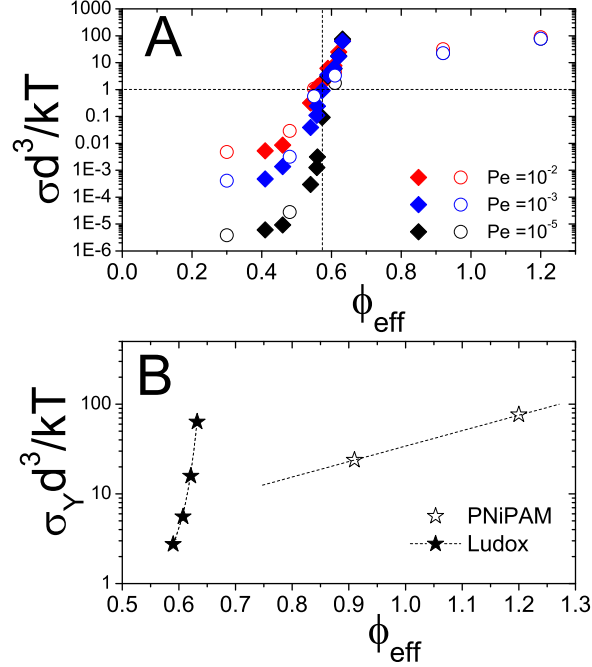 A
σd³/kT
1000
100
10
1
0.1
0.01
1E-3
1E-4
1E-5
1E-6
Pe =10⁻²
Pe =10⁻³
Pe =10⁻⁵
0.0 0.2 0.4 0.6 0.8 1.0 1.2
ϕeff
B
σYd³/kT
100
10
1
PNiPAM
Ludox
0.5 0.6 0.7 0.8 0.9 1.0 1.1 1.2 1.3
ϕeff